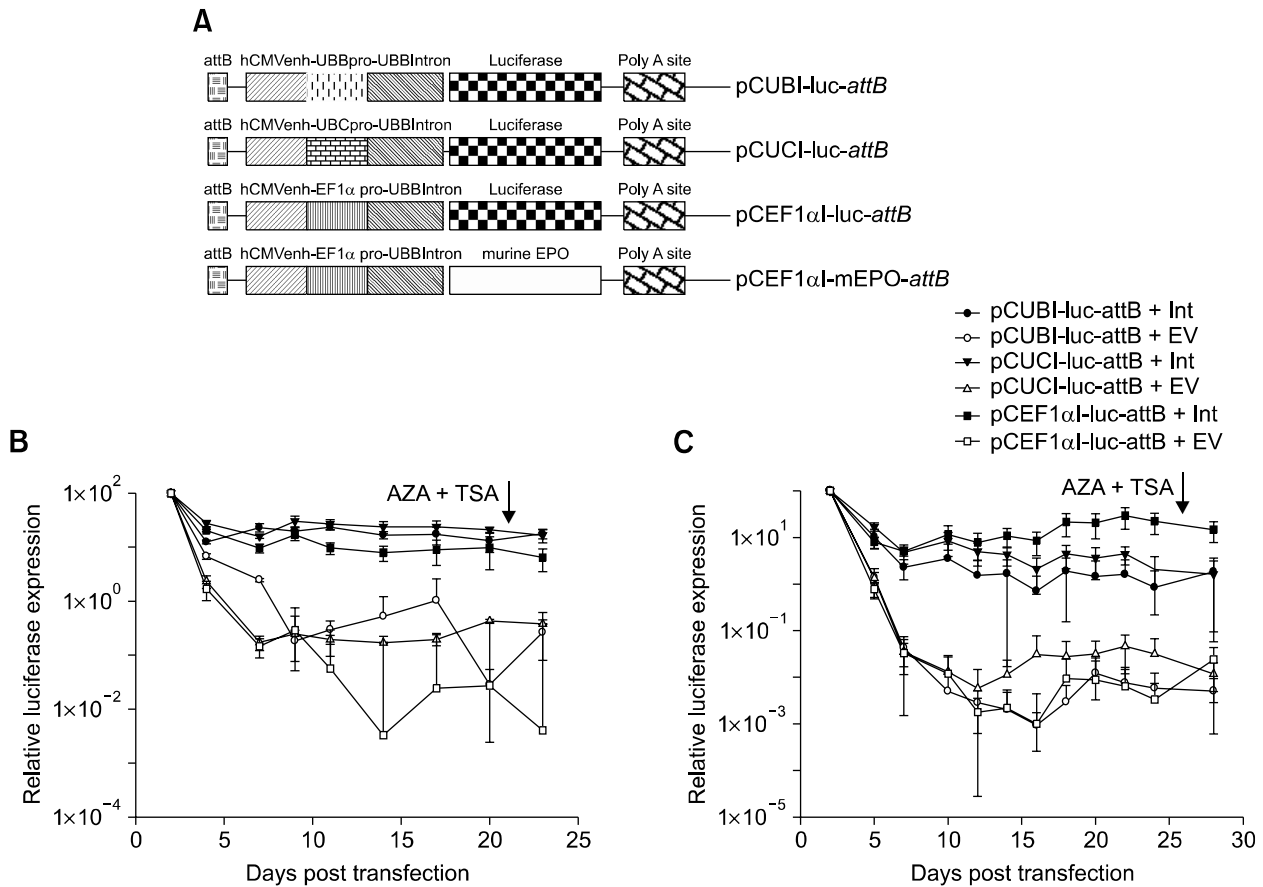 A
attB hCMVenh-UBBpro-UBBIntron Luciferase Poly A site
pCUBI-luc-attB
attB hCMVenh-UBCpro-UBBIntron Luciferase Poly A site
pCUCI-luc-attB
attB hCMVenh-EF1α pro-UBBIntron Luciferase Poly A site
pCEF1αI-luc-attB
attB hCMVenh-EF1α pro-UBBIntron murine EPO Poly A site
pCEF1αI-mEPO-attB
pCUBI-luc-attB + Int
pCUBI-luc-attB + EV
pCUCI-luc-attB + Int
pCUCI-luc-attB + EV
pCEF1αI-luc-attB + Int
pCEF1αI-luc-attB + EV
B
Relative luciferase expression
1×10²
1×10⁰
1×10⁻²
1×10⁻⁴
AZA + TSA
0 5 10 15 20 25
Days post transfection
C
Relative luciferase expression
1×10¹
1×10⁻¹
1×10⁻³
1×10⁻⁵
AZA + TSA
0 5 10 15 20 25 30
Days post transfection